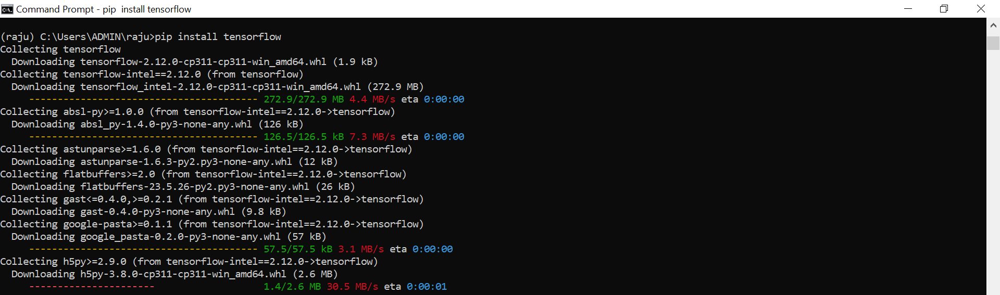 Command Prompt - pip  install tensorflow
(raju) C:\Users\ADMIN\raju>pip install tensorflow
Collecting tensorflow
  Downloading tensorflow-2.12.0-cp311-cp311-win_amd64.whl (1.9 kB)
Collecting tensorflow-intel==2.12.0 (from tensorflow)
  Downloading tensorflow_intel-2.12.0-cp311-cp311-win_amd64.whl (272.9 MB)
     ---------------------------------------- 272.9/272.9 MB 4.4 MB/s eta 0:00:00
Collecting absl-py>=1.0.0 (from tensorflow-intel==2.12.0->tensorflow)
  Downloading absl_py-1.4.0-py3-none-any.whl (126 kB)
     ---------------------------------------- 126.5/126.5 kB 7.3 MB/s eta 0:00:00
Collecting astunparse>=1.6.0 (from tensorflow-intel==2.12.0->tensorflow)
  Downloading astunparse-1.6.3-py2.py3-none-any.whl (12 kB)
Collecting flatbuffers>=2.0 (from tensorflow-intel==2.12.0->tensorflow)
  Downloading flatbuffers-23.5.26-py2.py3-none-any.whl (26 kB)
Collecting gast<=0.4.0,>=0.2.1 (from tensorflow-intel==2.12.0->tensorflow)
  Downloading gast-0.4.0-py3-none-any.whl (9.8 kB)
Collecting google-pasta>=0.1.1 (from tensorflow-intel==2.12.0->tensorflow)
  Downloading google_pasta-0.2.0-py3-none-any.whl (57 kB)
     ---------------------------------------- 57.5/57.5 kB 3.1 MB/s eta 0:00:00
Collecting h5py>=2.9.0 (from tensorflow-intel==2.12.0->tensorflow)
  Downloading h5py-3.8.0-cp311-cp311-win_amd64.whl (2.6 MB)
     ----------------------                   1.4/2.6 MB 30.5 MB/s eta 0:00:01